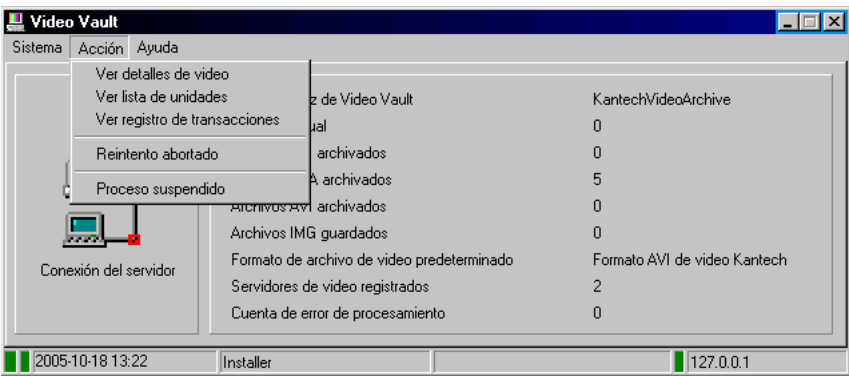 Video Vault
Sistema Acción Ayuda
Ver detalles de video
Ver lista de unidades
Ver registro de transacciones
Reintento abortado
Proceso suspendido
z de Video Vault KantechVideoArchive
ual 0
archivados 0
A archivados 5
Archivos AVI archivados 0
Archivos IMG guardados 0
Formato de archivo de video predeterminado Formato AVI de video Kantech
Servidores de video registrados 2
Cuenta de error de procesamiento 0
Conexión del servidor
2005-10-18 13:22 Installer 127.0.0.1